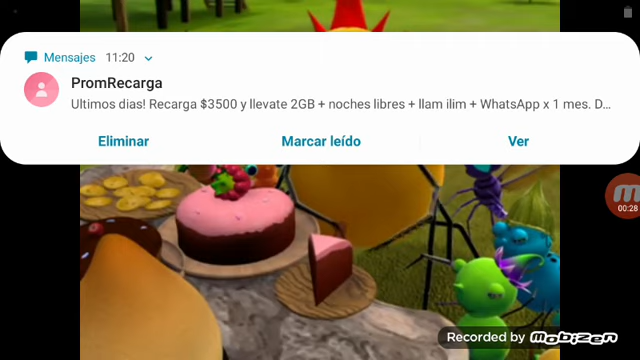 Mensajes 11:20
PromRecarga
Ultimos dias! Recarga $3500 y llevate 2GB + noches libres + llam ilim + WhatsApp x 1 mes. D...
Eliminar Marcar leído Ver
00:28
Recorded by mobizen